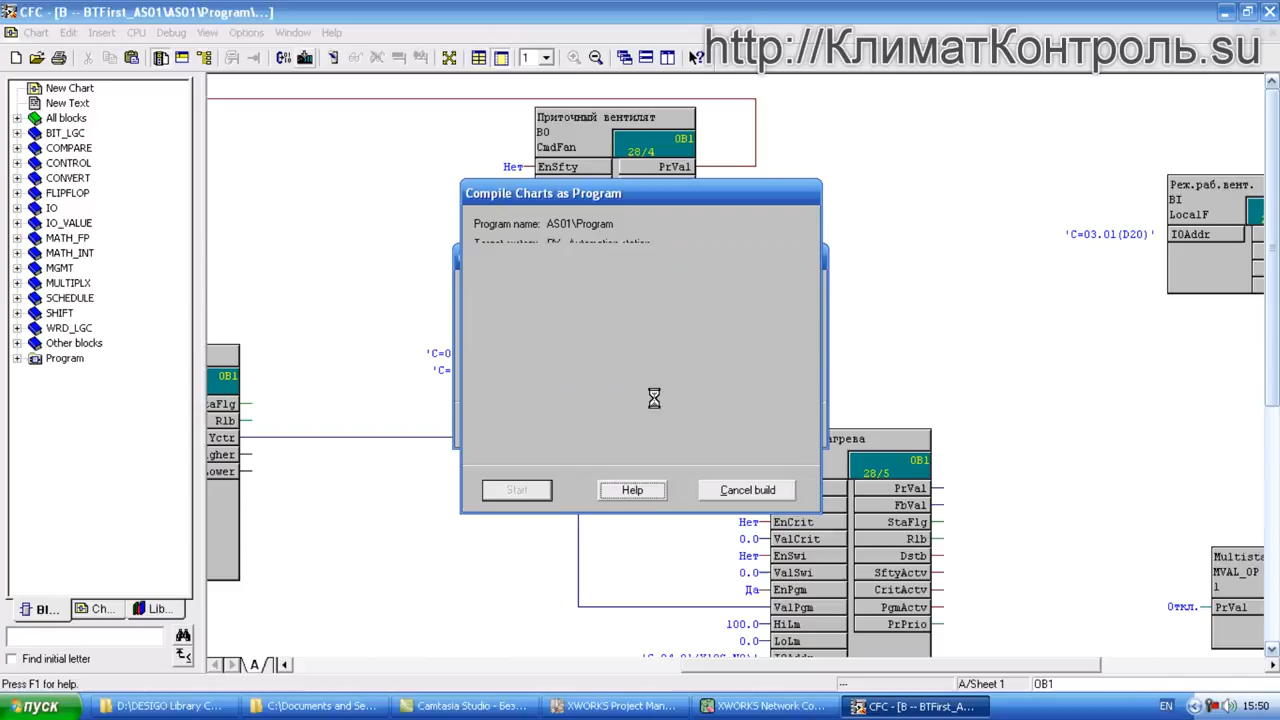 CFC - [B -- BTFirst_AS01\AS01\Program\...]
Chart Edit Insert CPU Debug View Options Window Help
http://КлиматКонтроль.su
1
New Chart
New Text
All blocks
BIT_LGC
COMPARE
CONTROL
CONVERT
FLIPFLOP
IO
IO_VALUE
MATH_FP
MATH_INT
MGMT
MULTIPLX
SCHEDULE
SHIFT
WRD_LGC
Other blocks
Program
BI...
Ch...
Lib...
Find initial letter
Приточный вентилят
BO
CmdFan
OB1
28/4
Нет
EnSfty
PrVal
Compile Charts as Program
Program name: AS01\Program
Start
Help
Cancel build
OB1
taFlg
Rlb
Yctr
gher
ower
'C=0
'C=
Реж.раб.вент.
BI
LocalF
'C=03.01(D20)'
IOAddr
агрева
OB1
28/5
PrVal
FbVal
Нет EnCrit StaFlg
0.0 ValCrit Rlb
Нет EnSwi Dstb
0.0 ValSwi SftyActv
Да EnPgm CritActv
ValPgm PgmActv
100.0 HiLm PrPrio
0.0 LoLm
Multista
MVAL_OP
1
Откл. PrVal
A
Press F1 for help.
---
A/Sheet 1
OB1
пуск
D:\DESIGO Library C...
C:\Documents and Se...
Camtasia Studio - Без...
XWORKS Project Man...
XWORKS Network Co...
CFC - [B -- BTFirst_A...
EN
15:50